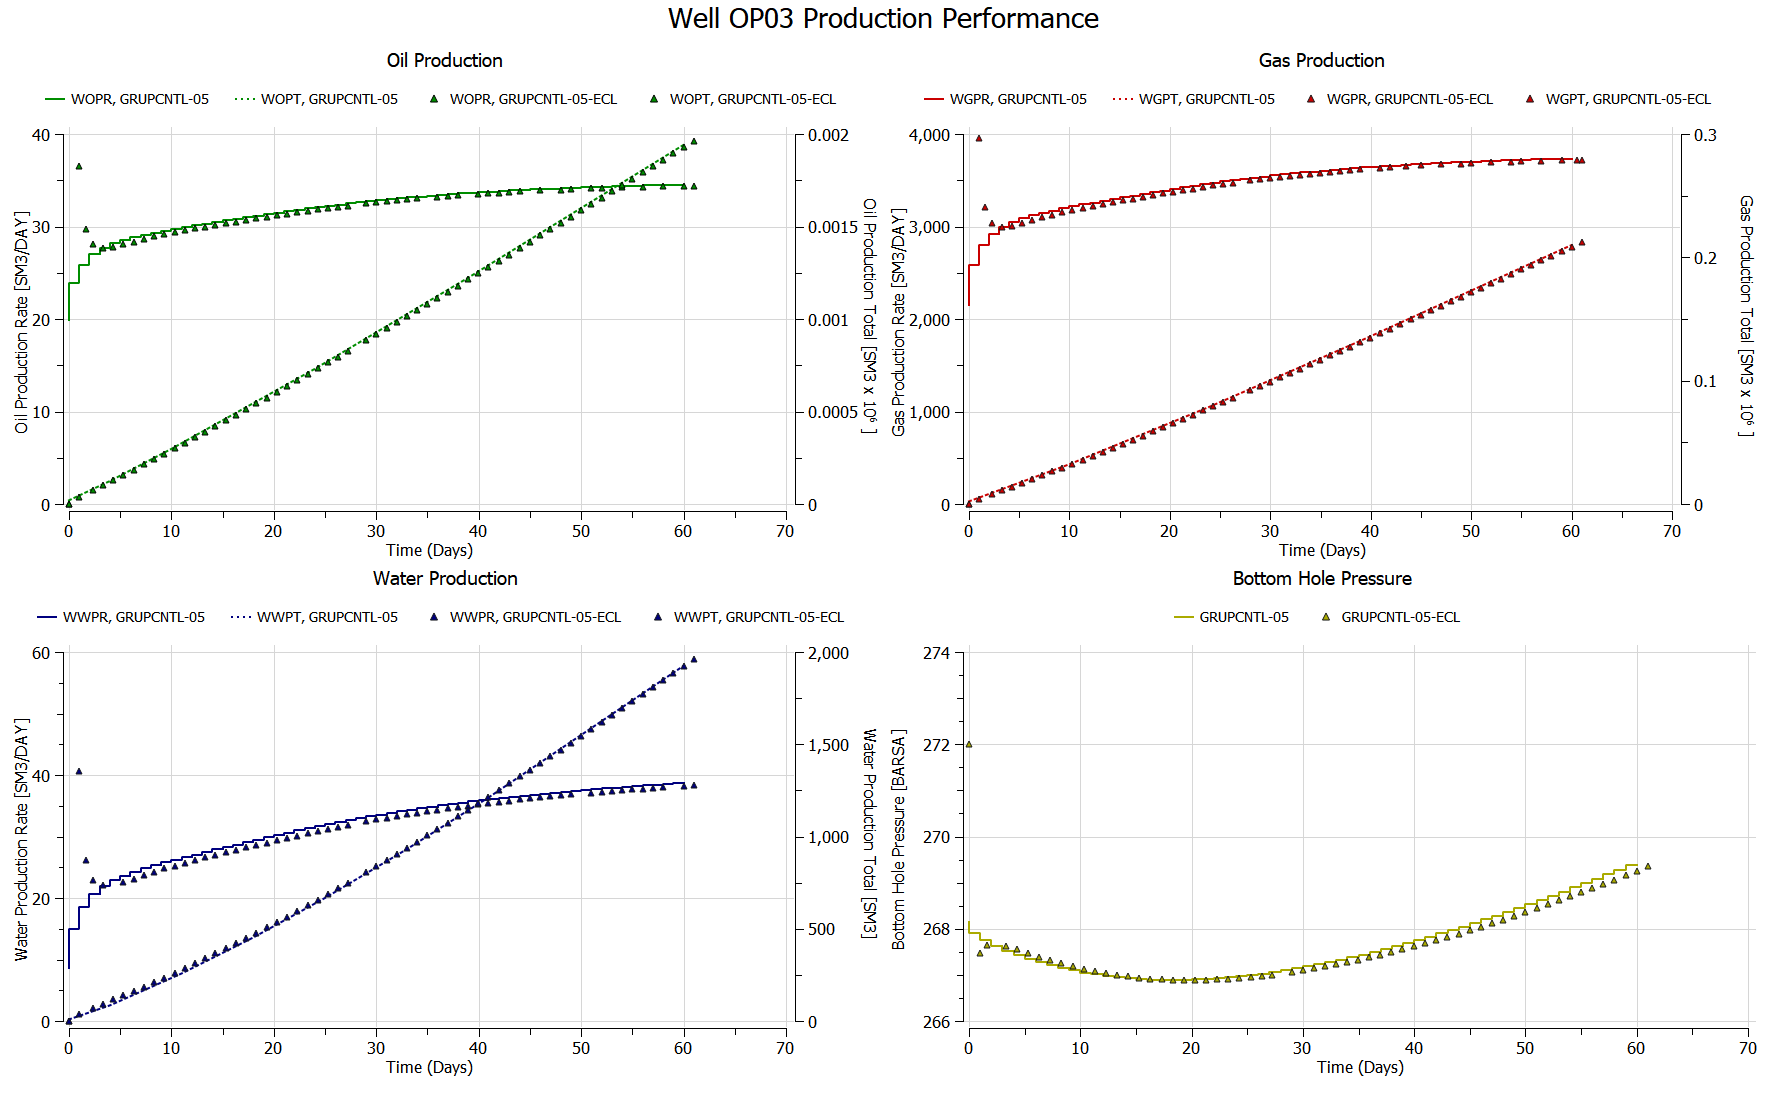 Well OP03 Production Performance
Oil Production
WOPR, GRUPCNTL-05 WOPT, GRUPCNTL-05 WOPR, GRUPCNTL-05-ECL WOPT, GRUPCNTL-05-ECL
Oil Production Rate [SM3/DAY]
40
30
20
10
0
0.002
0.0015
0.001
0.0005
0
Oil Production Total [SM3 x 10⁶ ]
0 10 20 30 40 50 60 70
Time (Days)
Gas Production
WGPR, GRUPCNTL-05 WGPT, GRUPCNTL-05 WGPR, GRUPCNTL-05-ECL WGPT, GRUPCNTL-05-ECL
Gas Production Rate [SM3/DAY]
4,000
3,000
2,000
1,000
0
0.3
0.2
0.1
0
Gas Production Total [SM3 x 10⁶ ]
0 10 20 30 40 50 60 70
Time (Days)
Water Production
WWPR, GRUPCNTL-05 WWPT, GRUPCNTL-05 WWPR, GRUPCNTL-05-ECL WWPT, GRUPCNTL-05-ECL
Water Production Rate [SM3/DAY]
60
40
20
0
2,000
1,500
1,000
500
0
Water Production Total [SM3]
0 10 20 30 40 50 60 70
Time (Days)
Bottom Hole Pressure
GRUPCNTL-05 GRUPCNTL-05-ECL
Bottom Hole Pressure [BARSA]
274
272
270
268
266
0 10 20 30 40 50 60 70
Time (Days)